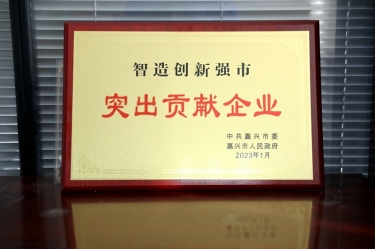 智造创新强市
突出贡献企业
中共嘉兴市委
嘉兴市人民政府
2023年1月